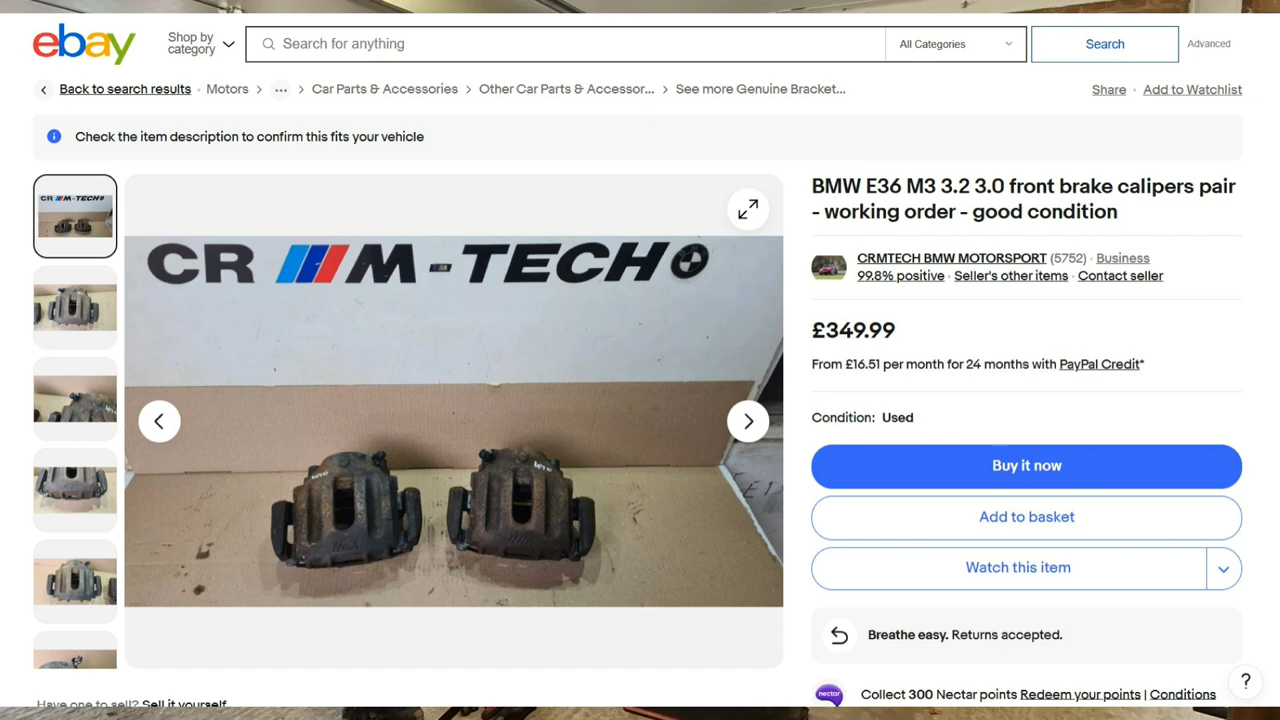 ebay
Shop by
category
Search for anything
All Categories
Search
Advanced
Back to search results
Motors
Car Parts & Accessories
Other Car Parts & Accessor...
See more Genuine Bracket...
Share
Add to Watchlist
Check the item description to confirm this fits your vehicle
CR M-TECH
CR M - TECH
BMW E36 M3 3.2 3.0 front brake calipers pair
- working order - good condition
CRMTECH BMW MOTORSPORT (5752) · Business
99.8% positive · Seller's other items · Contact seller
£349.99
From £16.51 per month for 24 months with PayPal Credit*
Condition: Used
Buy it now
Add to basket
Watch this item
Breathe easy. Returns accepted.
nectar
Collect 300 Nectar points Redeem your points | Conditions
?
Have one to sell? Sell it yourself